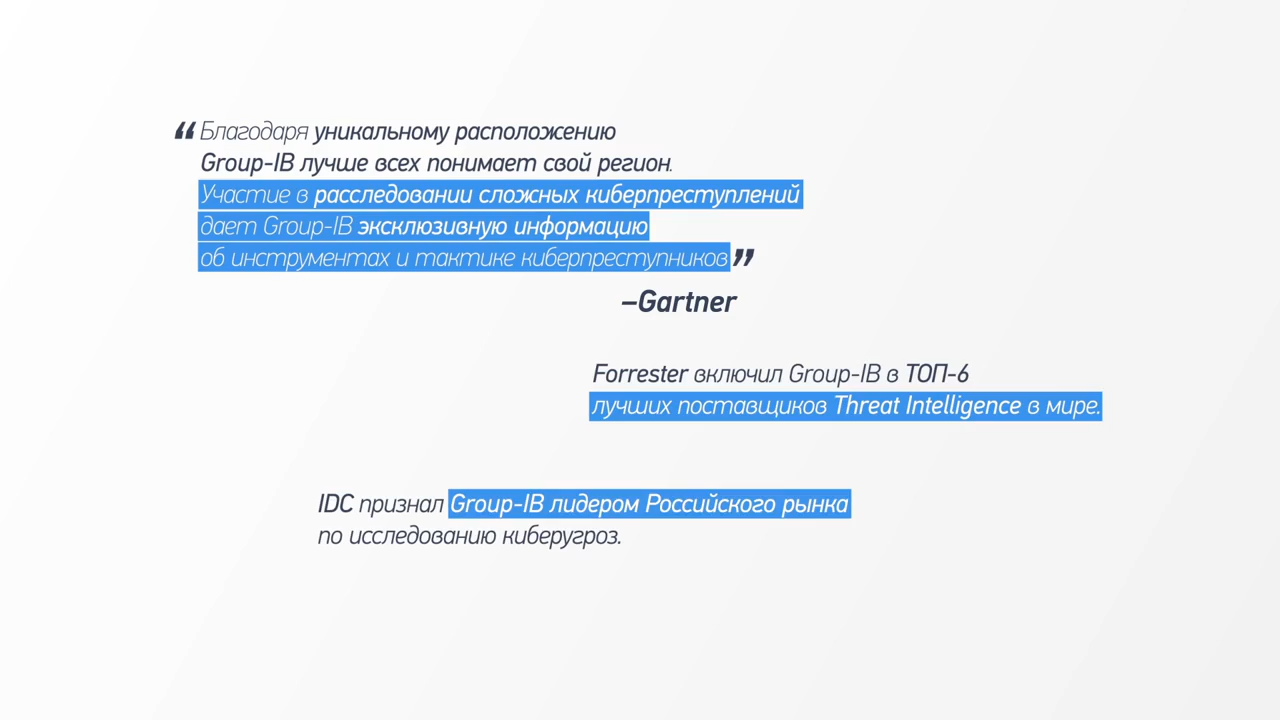 “Благодаря уникальному расположению
Group-IB лучше всех понимает свой регион.
Участие в расследовании сложных киберпреступлений
дает Group-IB эксклюзивную информацию
об инструментах и тактике киберпреступников”
–Gartner
Forrester включил Group-IB в ТОП-6
лучших поставщиков Threat Intelligence в мире.
IDC признал Group-IB лидером Российского рынка
по исследованию киберугроз.